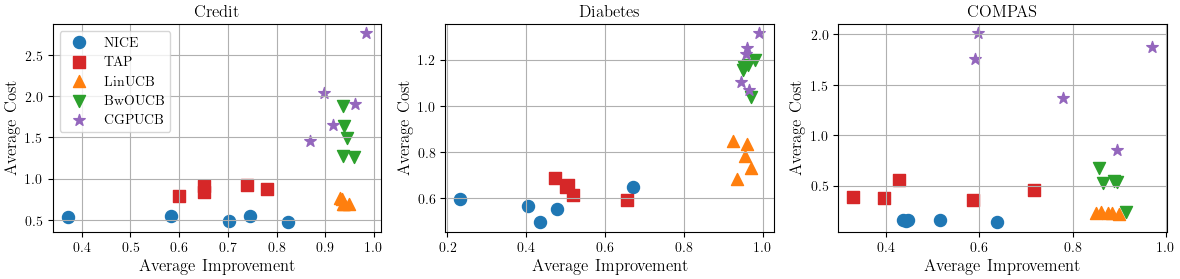 Credit
Average Cost
2.5
2.0
1.5
1.0
0.5
NICE
TAP
LinUCB
BwOUCB
CGPUCB
0.4 0.5 0.6 0.7 0.8 0.9 1.0
Average Improvement
Diabetes
Average Cost
1.2
1.0
0.8
0.6
0.2 0.4 0.6 0.8 1.0
Average Improvement
COMPAS
Average Cost
2.0
1.5
1.0
0.5
0.4 0.6 0.8 1.0
Average Improvement